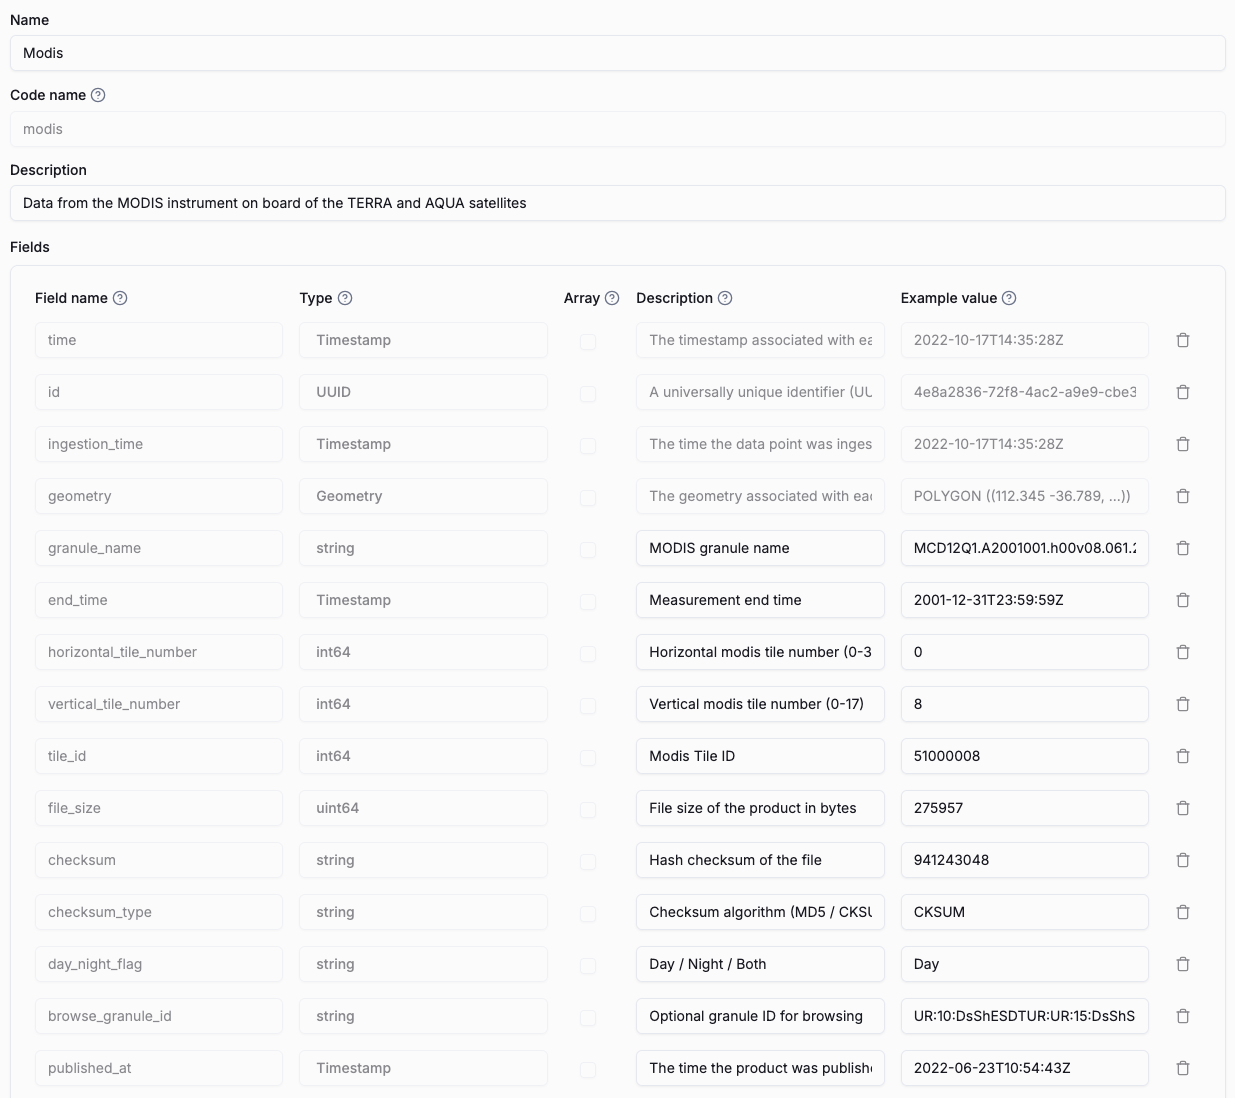 Name
Modis
Code name
modis
Description
Data from the MODIS instrument on board of the TERRA and AQUA satellites
Fields
Field name Type Array Description Example value
time Timestamp The timestamp associated with ea 2022-10-17T14:35:28Z
id UUID A universally unique identifier (UU 4e8a2836-72f8-4ac2-a9e9-cbe3
ingestion_time Timestamp The time the data point was inges 2022-10-17T14:35:28Z
geometry Geometry The geometry associated with eac POLYGON ((112.345 -36.789, ...))
granule_name string MODIS granule name MCD12Q1.A2001001.h00v08.061.2
end_time Timestamp Measurement end time 2001-12-31T23:59:59Z
horizontal_tile_number int64 Horizontal modis tile number (0-3 0
vertical_tile_number int64 Vertical modis tile number (0-17) 8
tile_id int64 Modis Tile ID 51000008
file_size uint64 File size of the product in bytes 275957
checksum string Hash checksum of the file 941243048
checksum_type string Checksum algorithm (MD5 / CKSU CKSUM
day_night_flag string Day / Night / Both Day
browse_granule_id string Optional granule ID for browsing UR:10:DsShESDTUR:UR:15:DsShS
published_at Timestamp The time the product was publishe 2022-06-23T10:54:43Z